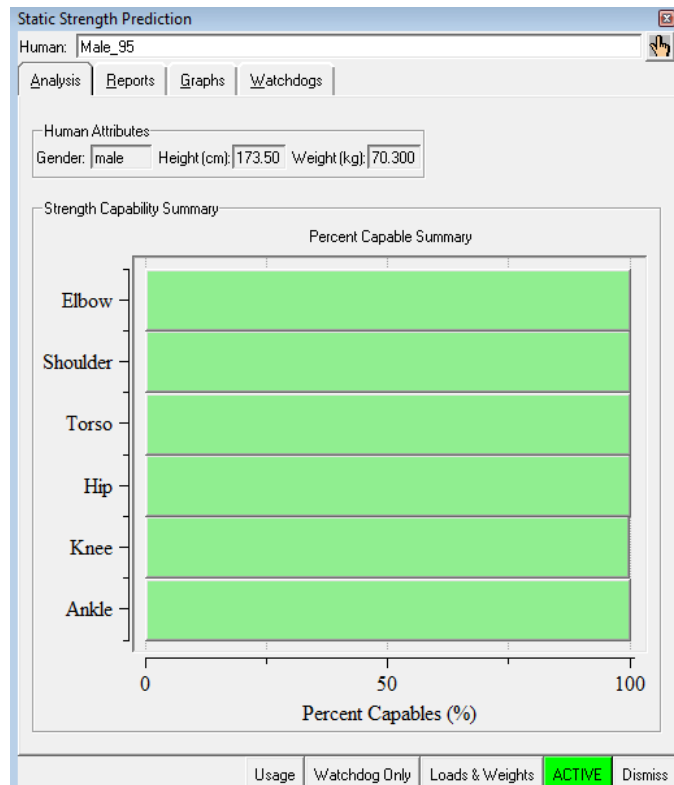 Static Strength Prediction
Human: Male_95
Analysis Reports Graphs Watchdogs
Human Attributes
Gender: male Height (cm): 173.50 Weight (kg): 70.300
Strength Capability Summary
Percent Capable Summary
Elbow
Shoulder
Torso
Hip
Knee
Ankle
0 50 100
Percent Capables (%)
Usage Watchdog Only Loads & Weights ACTIVE Dismiss